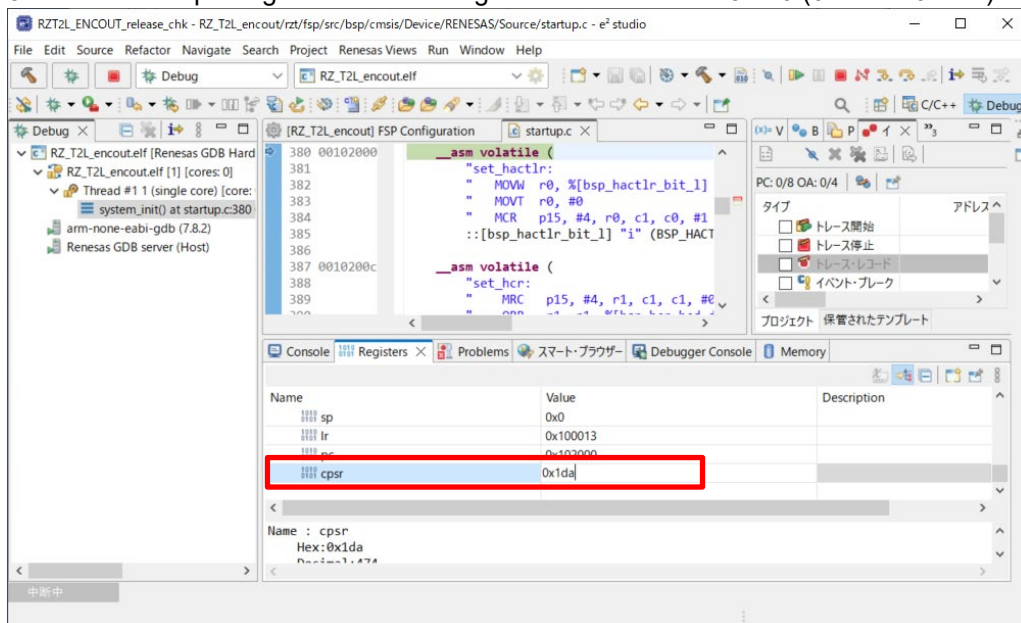 RZT2L_ENCOUT_release_chk - RZ_T2L_encout/rzt/fsp/src/bsp/cmsis/Device/RENESAS/Source/startup.c - e² studio
File Edit Source Refactor Navigate Search Project Renesas Views Run Window Help
Debug
RZ_T2L_encout.elf
C/C++
Debug
Debug
RZ_T2L_encout.elf [Renesas GDB Hard
RZ_T2L_encout.elf [1] [cores: 0]
Thread #1 1 (single core) [core:
system_init() at startup.c:380
arm-none-eabi-gdb (7.8.2)
Renesas GDB server (Host)
[RZ_T2L_encout] FSP Configuration
startup.c
380 00102000 __asm volatile (
381 "set_hactlr:
382 " MOVW r0, %[bsp_hactlr_bit_l]
383 " MOVT r0, #0
384 " MCR p15, #4, r0, c1, c0, #1
385 ::[bsp_hactlr_bit_l] "i" (BSP_HACT
386
387 0010200c __asm volatile (
388 "set_hcr:
389 " MRC p15, #4, r1, c1, c1, #0
(x)= V
B
P
イ
3
PC: 0/8 OA: 0/4
タイプ アドレス
トレース開始
トレース停止
トレース・レコード
イベント・ブレーク
プロジェクト 保管されたテンプレート
Console Registers Problems スマート・ブラウザー Debugger Console Memory
Name Value Description
sp 0x0
lr 0x100013
pc 0x102000
cpsr 0x1da
Name : cpsr
Hex:0x1da
Decimal:474
中断中